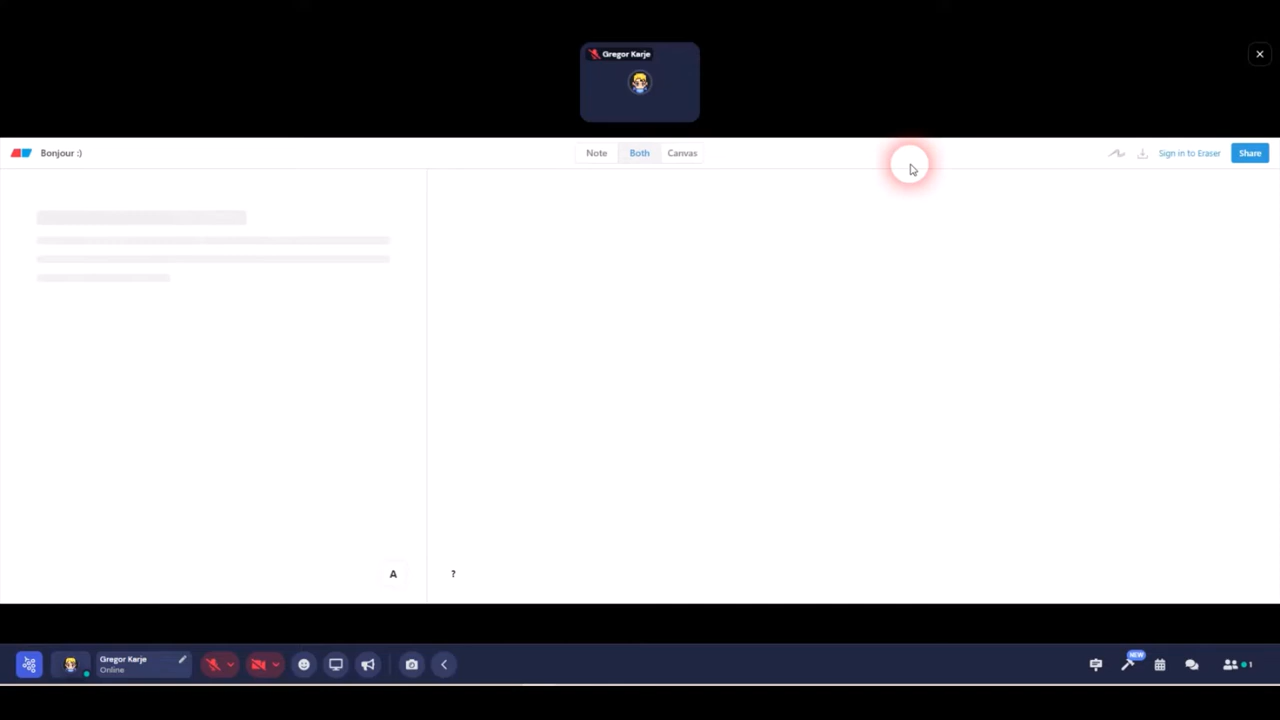 Gregor Karje
Bonjour :)
Note
Both
Canvas
Sign in to Eraser
Share
A
?
Gregor Karje
Online
NEW
1